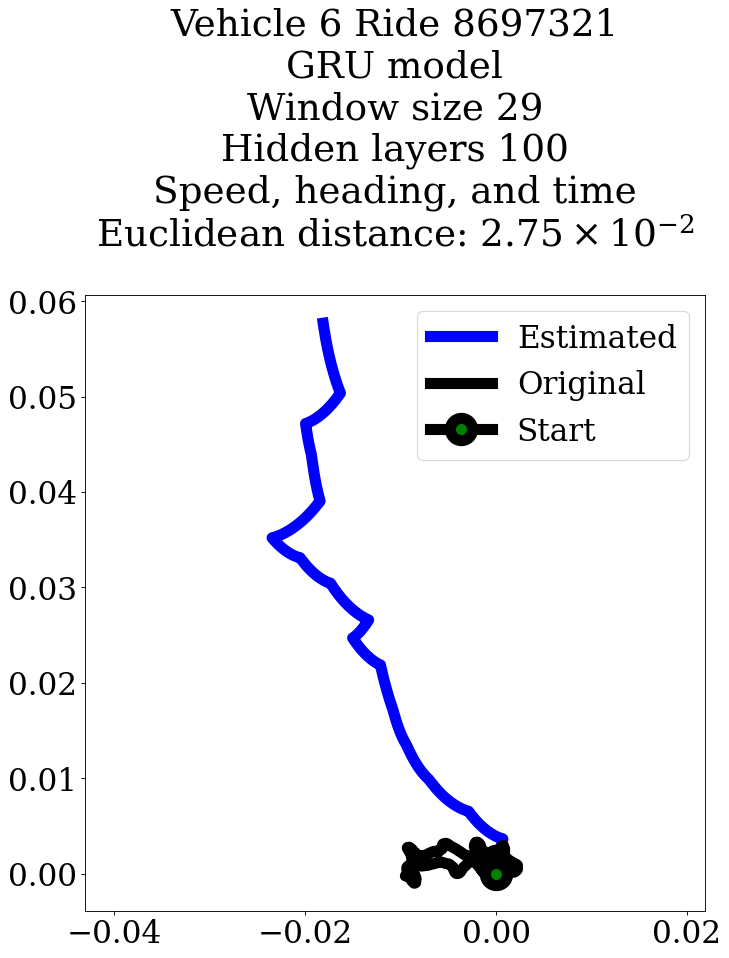 Vehicle 6 Ride 8697321
GRU model
Window size 29
Hidden layers 100
Speed, heading, and time
Euclidean distance: 2.75 × 10⁻²
0.06
0.05
0.04
0.03
0.02
0.01
0.00
Estimated
Original
Start
−0.04
−0.02
0.00
0.02